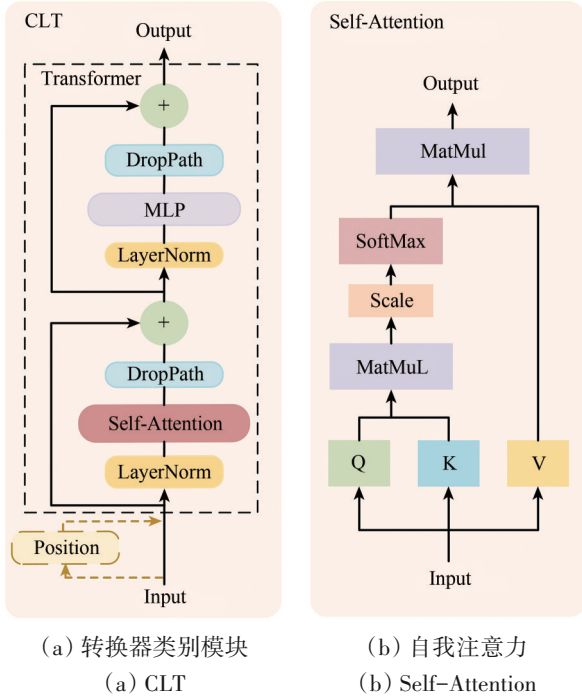 CLT
Output
Transformer
+
DropPath
MLP
LayerNorm
+
DropPath
Self-Attention
LayerNorm
Position
Input
(a) 转换器类别模块
(a) CLT
Self-Attention
Output
MatMul
SoftMax
Scale
MatMuL
Q K V
Input
(b) 自我注意力
(b) Self-Attention